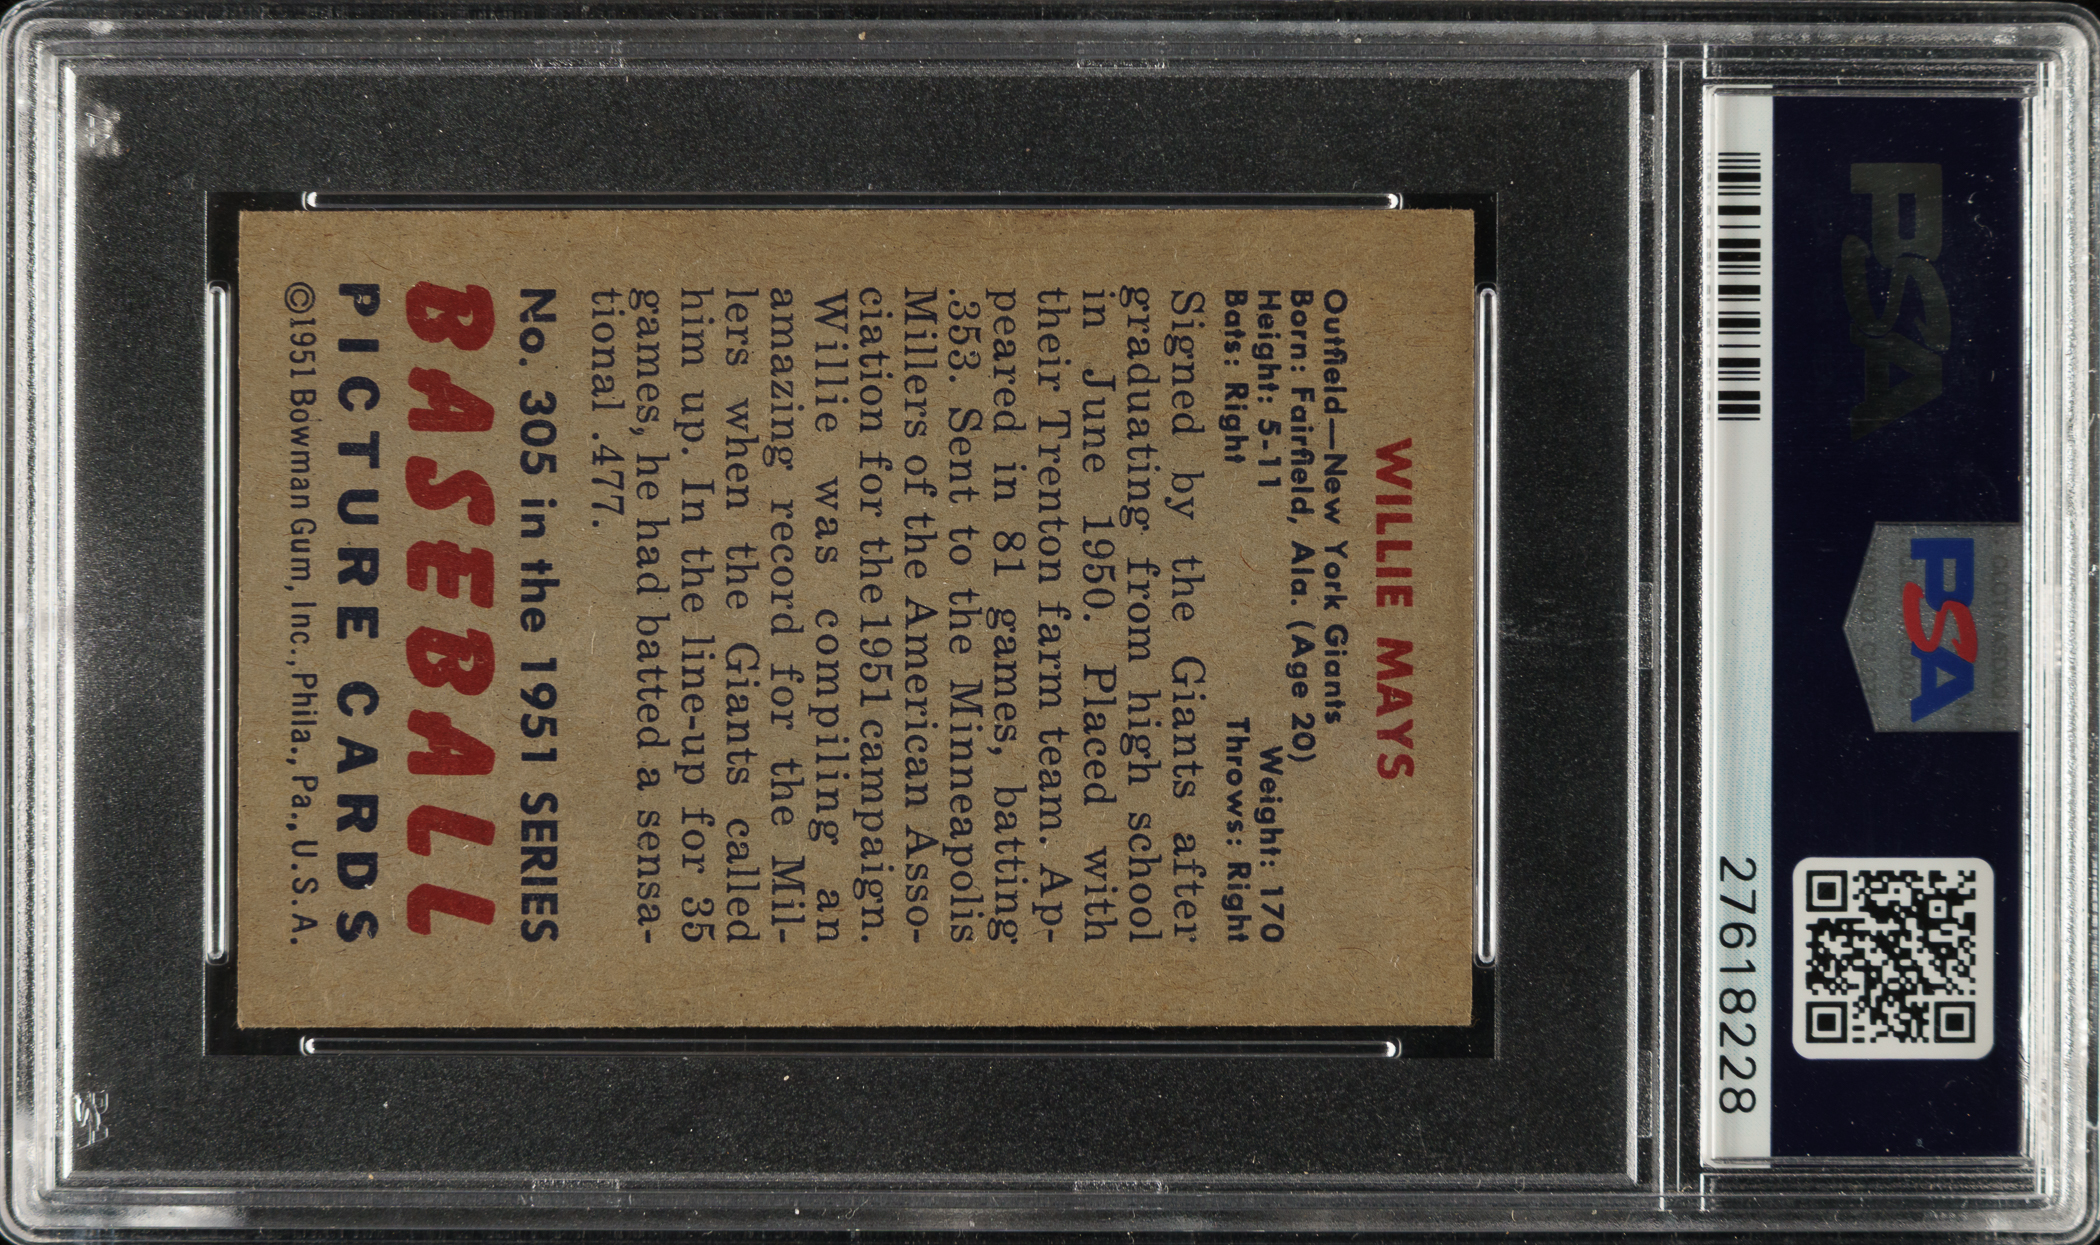 PSA
PSA
27618228
WILLIE MAYS
Outfield—New York Giants
Born: Fairfield, Ala. (Age 20)
Height: 5-11 Weight: 170
Bats: Right Throws: Right
Signed by the Giants after
graduating from high school
in June 1950. Placed with
their Trenton farm team. Ap-
peared in 81 games, batting
.353. Sent to the Minneapolis
Millers of the American Asso-
ciation for the 1951 campaign.
Willie was compiling an
amazing record for the Mil-
lers when the Giants called
him up. In the line-up for 35
games, he had batted a sensa-
tional .477.
No. 305 in the 1951 SERIES
BASEBALL
PICTURE CARDS
©1951 Bowman Gum, Inc., Phila., Pa., U.S.A.
PSA